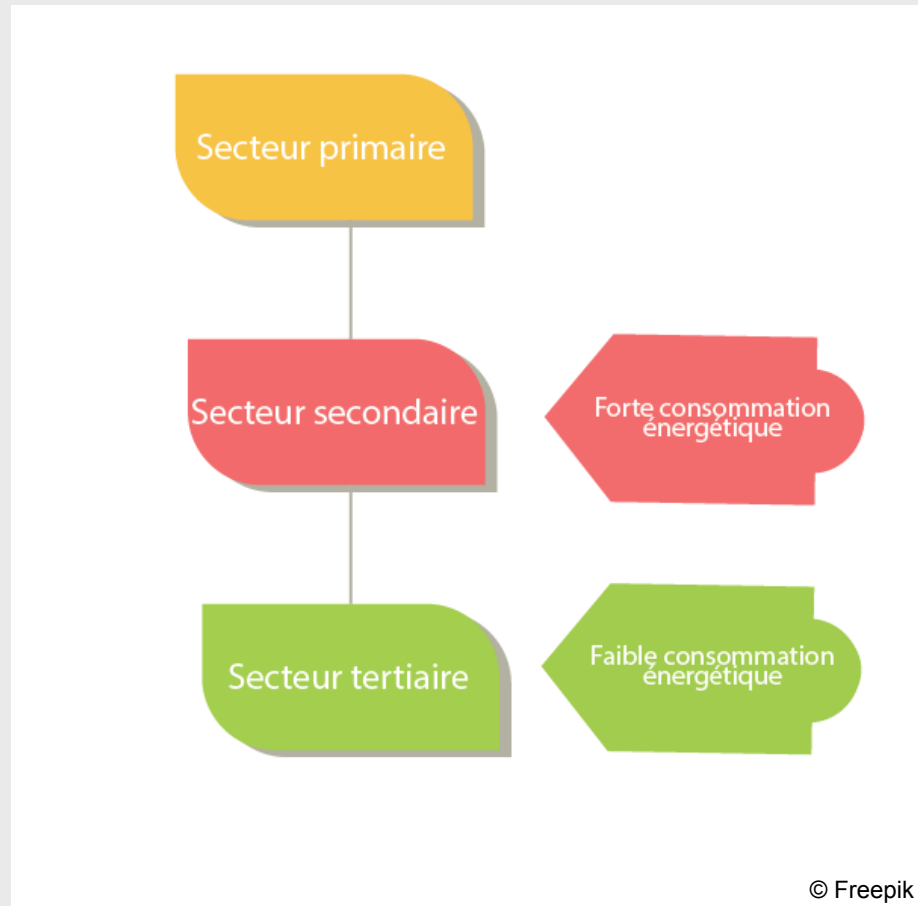 Secteur primaire
Secteur secondaire
Forte consommation
énergétique
Secteur tertiaire
Faible consommation
énergétique
© Freepik